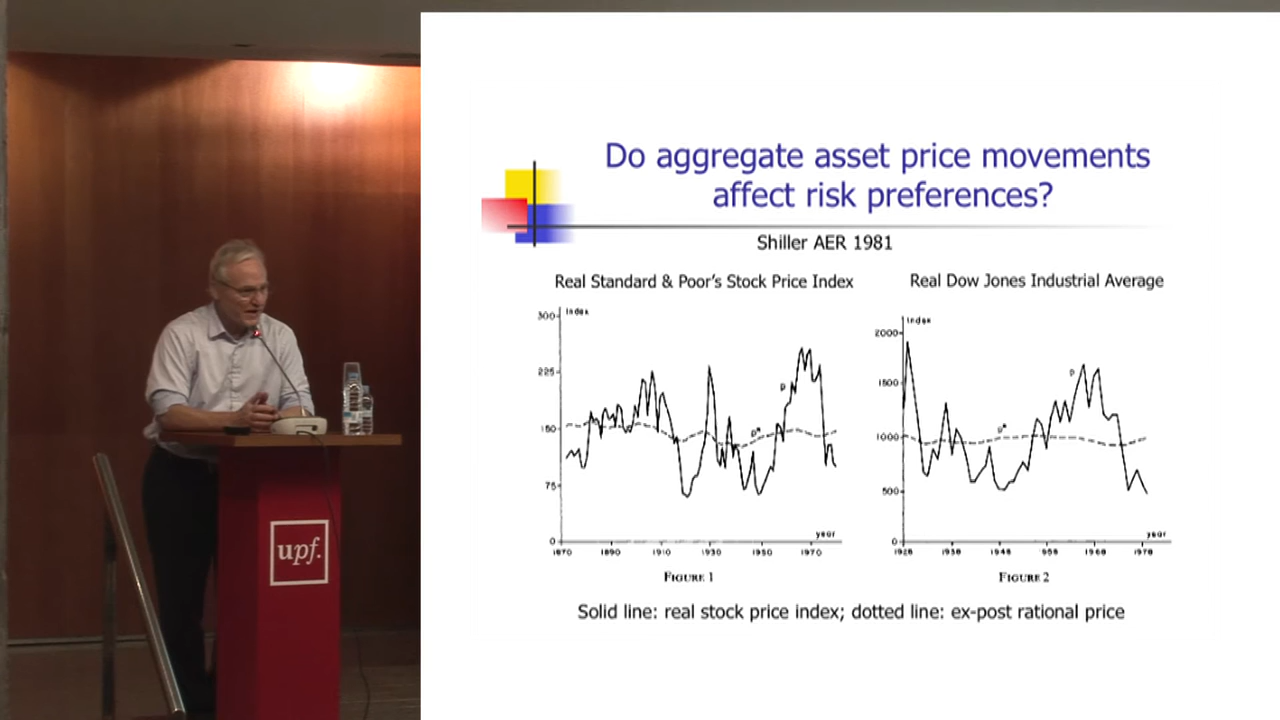 Do aggregate asset price movements
affect risk preferences?
Shiller AER 1981
Real Standard & Poor's Stock Price Index
Real Dow Jones Industrial Average
Index
300
225
150
75
0
p
p*
year
1870 1890 1910 1930 1950 1970
FIGURE 1
Index
2000
1500
1000
500
0
p
p*
year
1928 1938 1948 1958 1968 1978
FIGURE 2
Solid line: real stock price index; dotted line: ex-post rational price
upf.